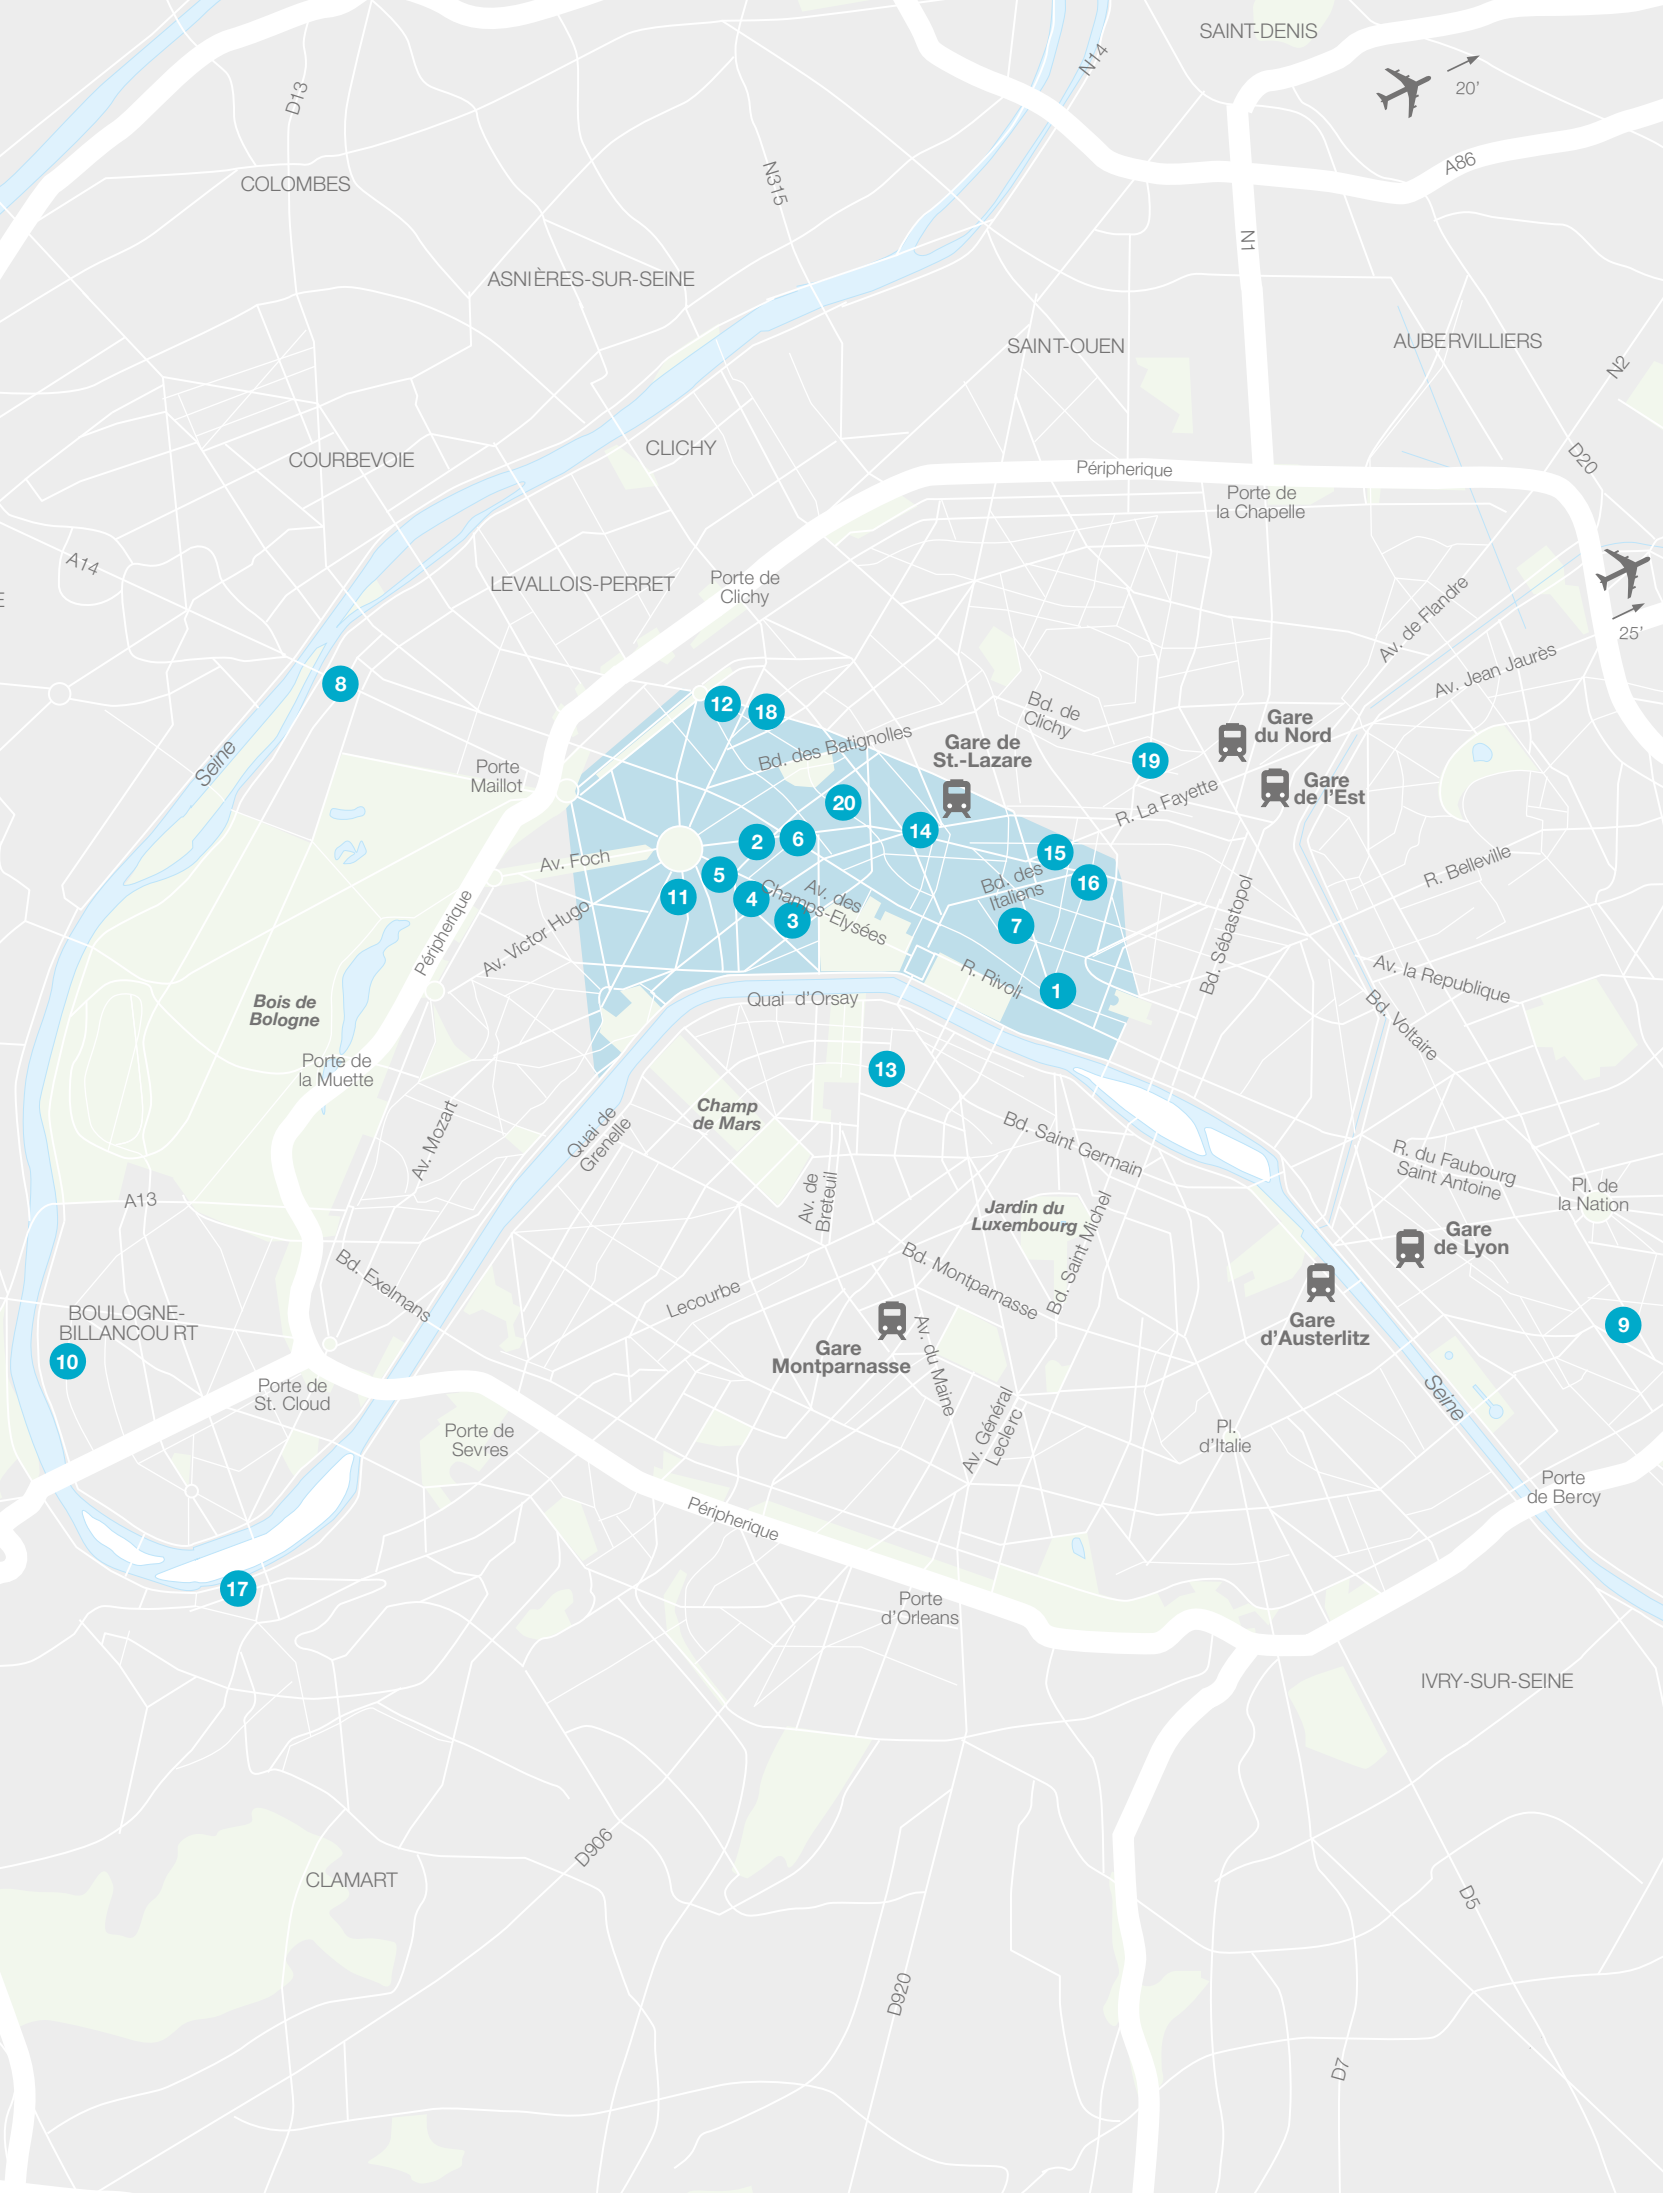 SAINT-DENIS
20’
N14
D13
A86
N315
COLOMBES
N1
ASNIÈRES-SUR-SEINE
SAINT-OUEN
AUBERVILLIERS
N2
CLICHY
COURBEVOIE
D20
Péripherique
Porte de
la Chapelle
A14
E
LEVALLOIS-PERRET
Porte de
Clichy
Av. de Flandre
25’
Av. Jean Jaurès
8
12
18
Bd. de
Clichy
Gare
du Nord
Bd. des Batignolles
Gare de
St.-Lazare
19
Seine
Porte
Maillot
Gare
de l’Est
R. La Fayette
20
14
2
6
15
Av. Foch
R. Belleville
5
Bd. des
Italiens
16
11
4
Av. des
Champs-Elysées
3
7
Av. Victor Hugo
Péripherique
Bd. Sébastopol
R. Rivoli
1
Av. la Republique
Quai d’Orsay
Bois de
Bologne
Bd. Voltaire
Porte de
la Muette
13
Champ
de Mars
Av. Mozart
Quai de
Grenelle
Bd. Saint Germain
R. du Faubourg
Saint Antoine
Pl. de
la Nation
A13
Av. de
Breteuil
Jardin du
Luxembourg
Bd. Saint Michel
Gare
de Lyon
Bd. Exelmans
Bd. Montparnasse
Lecourbe
BOULOGNE-
BILLANCOU RT
10
Gare
d’Austerlitz
9
Gare
Montparnasse
Av. du Maine
Porte de
St. Cloud
Seine
Av. Général
Leclerc
Porte de
Sevres
Pl.
d’Italie
Porte
de Bercy
Péripherique
17
Porte
d’Orleans
IVRY-SUR-SEINE
D906
CLAMART
D5
D920
D7